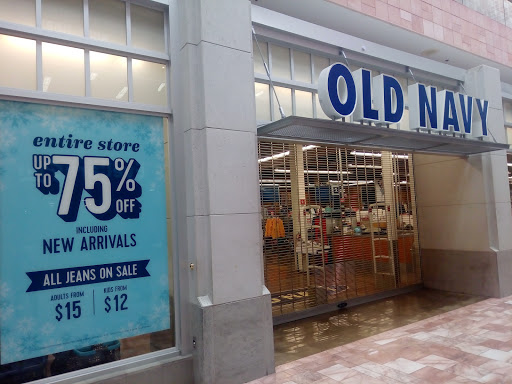 entire store
UP TO 75% OFF
INCLUDING
NEW ARRIVALS
ALL JEANS ON SALE
ADULTS FROM
$15
KIDS FROM
$12
OLD NAVY